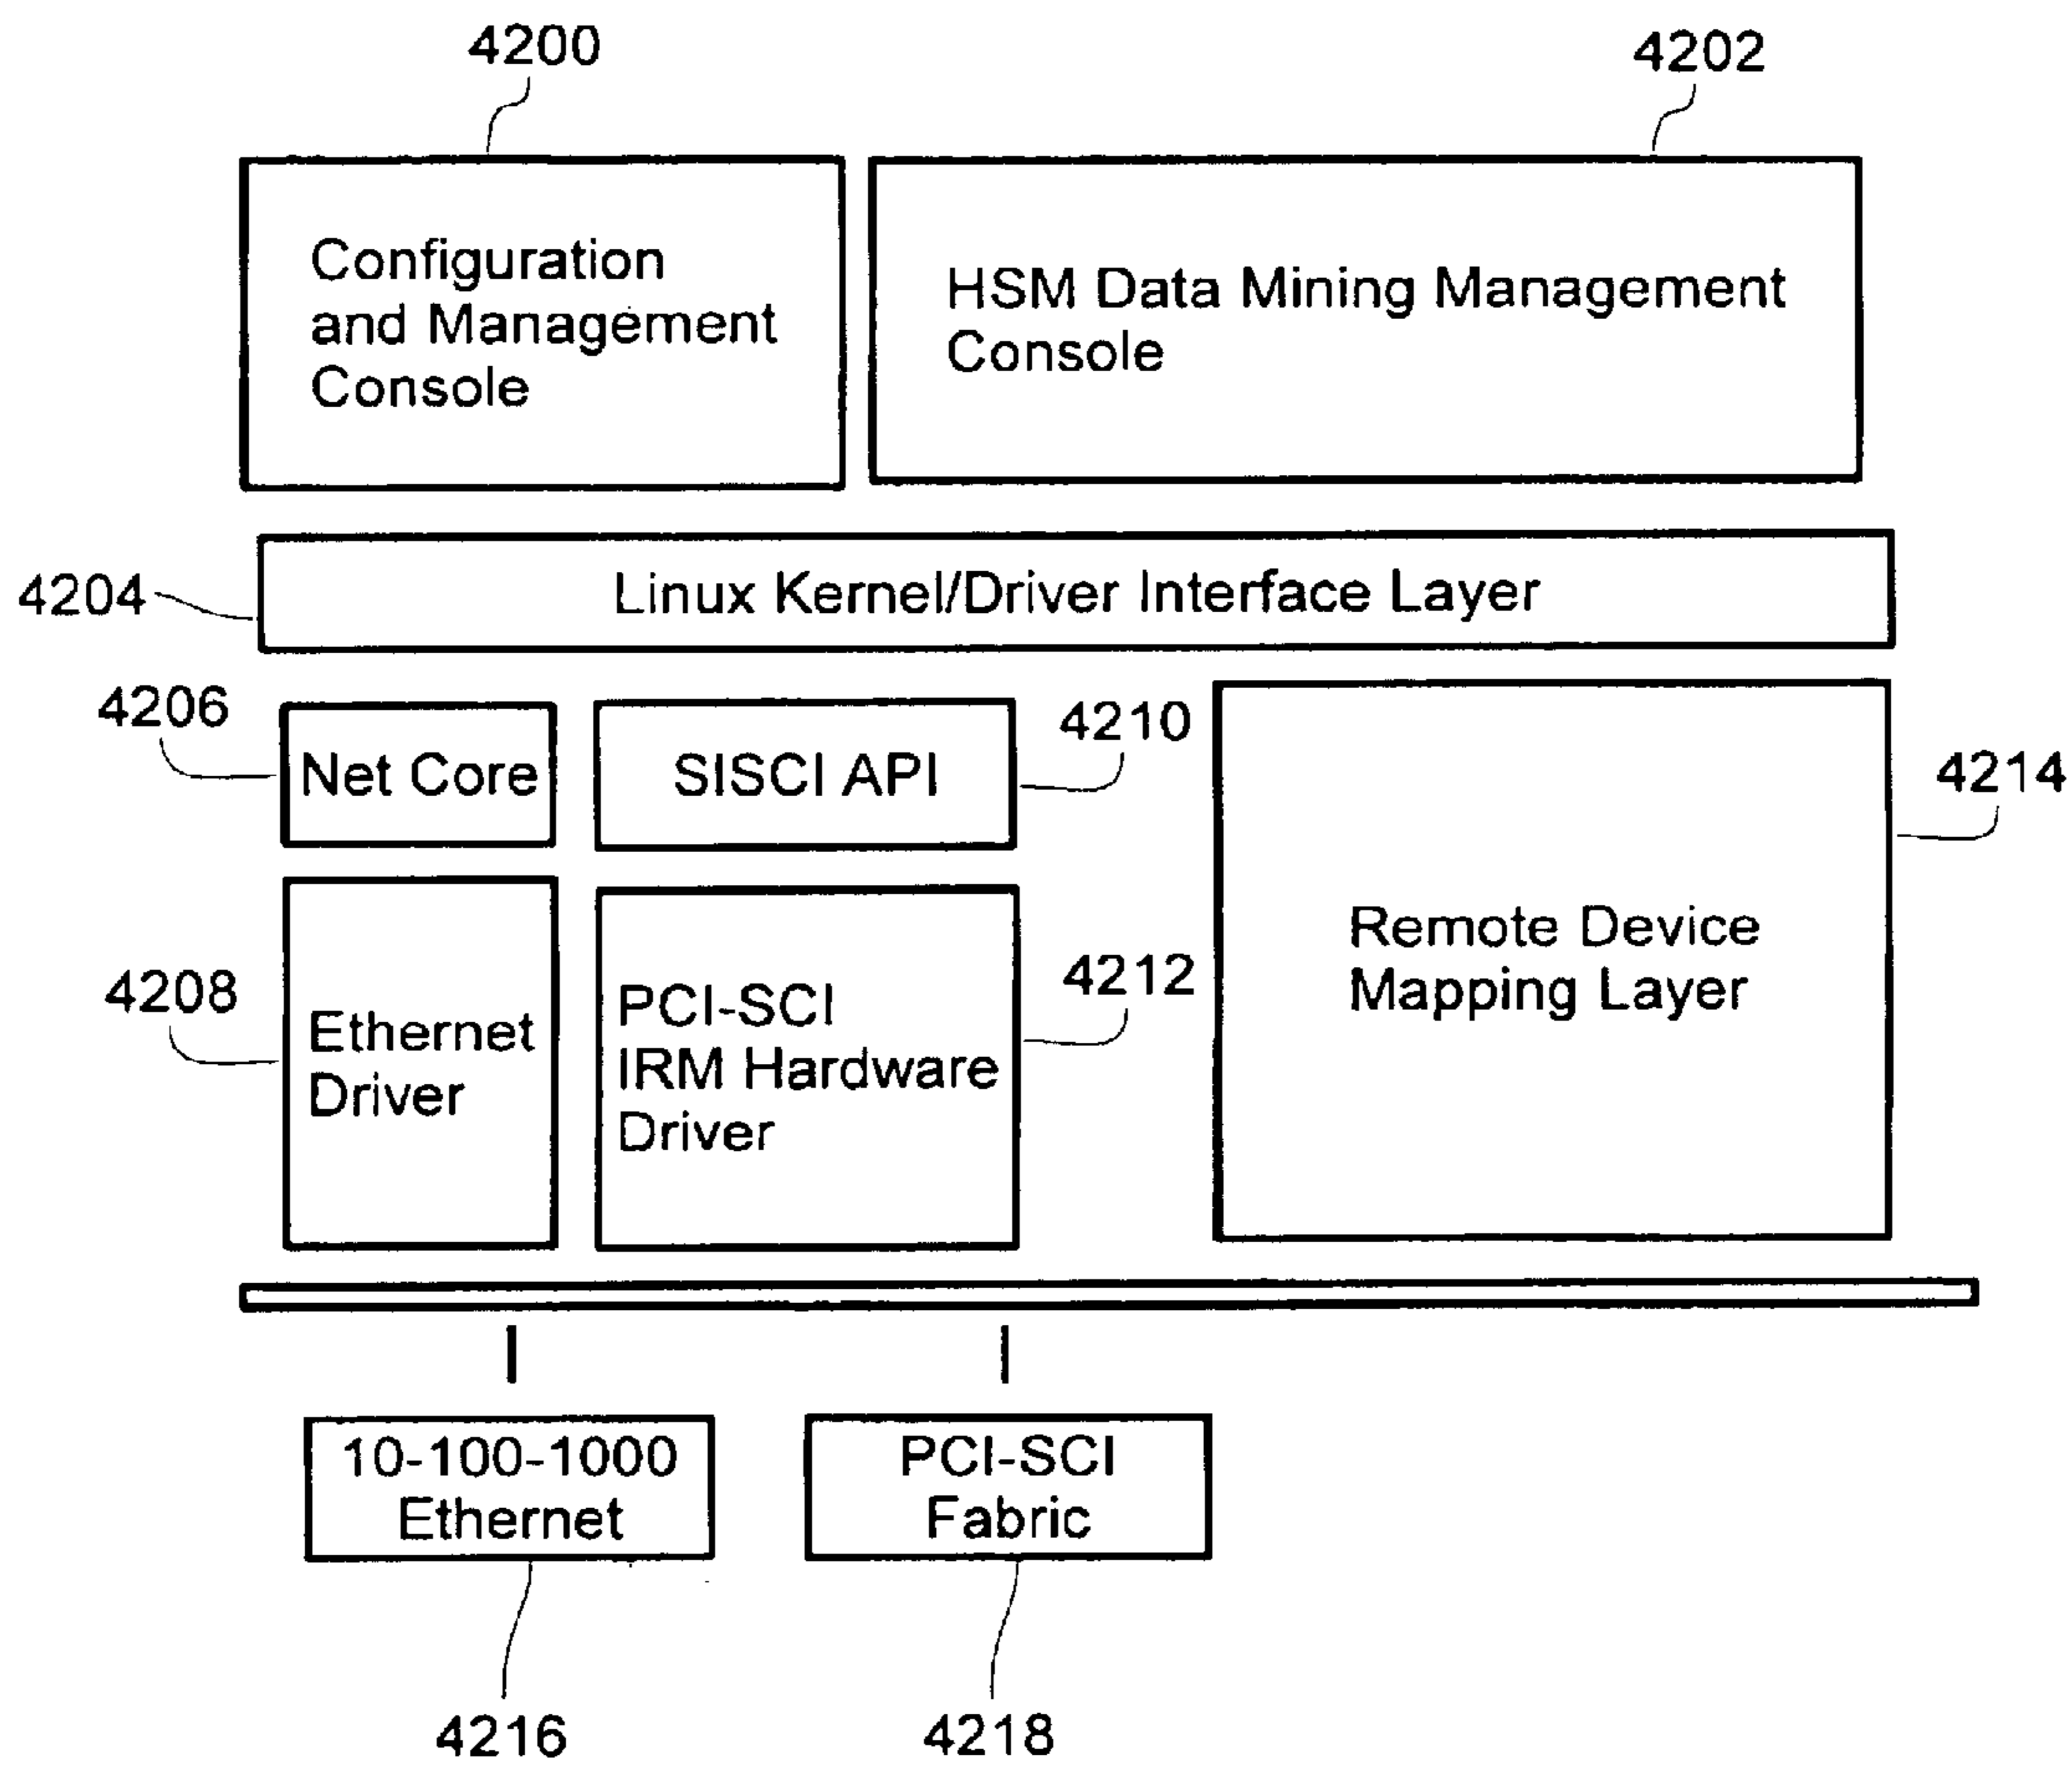 4200
4202
Configuration
and Management
Console
HSM Data Mining Management
Console
4204
Linux Kernel/Driver Interface Layer
4206
Net Core
SISCI API
4210
4214
Remote Device
Mapping Layer
4208
Ethernet
Driver
PCI-SCI
IRM Hardware
Driver
4212
10-100-1000
Ethernet
PCI-SCI
Fabric
4216
4218